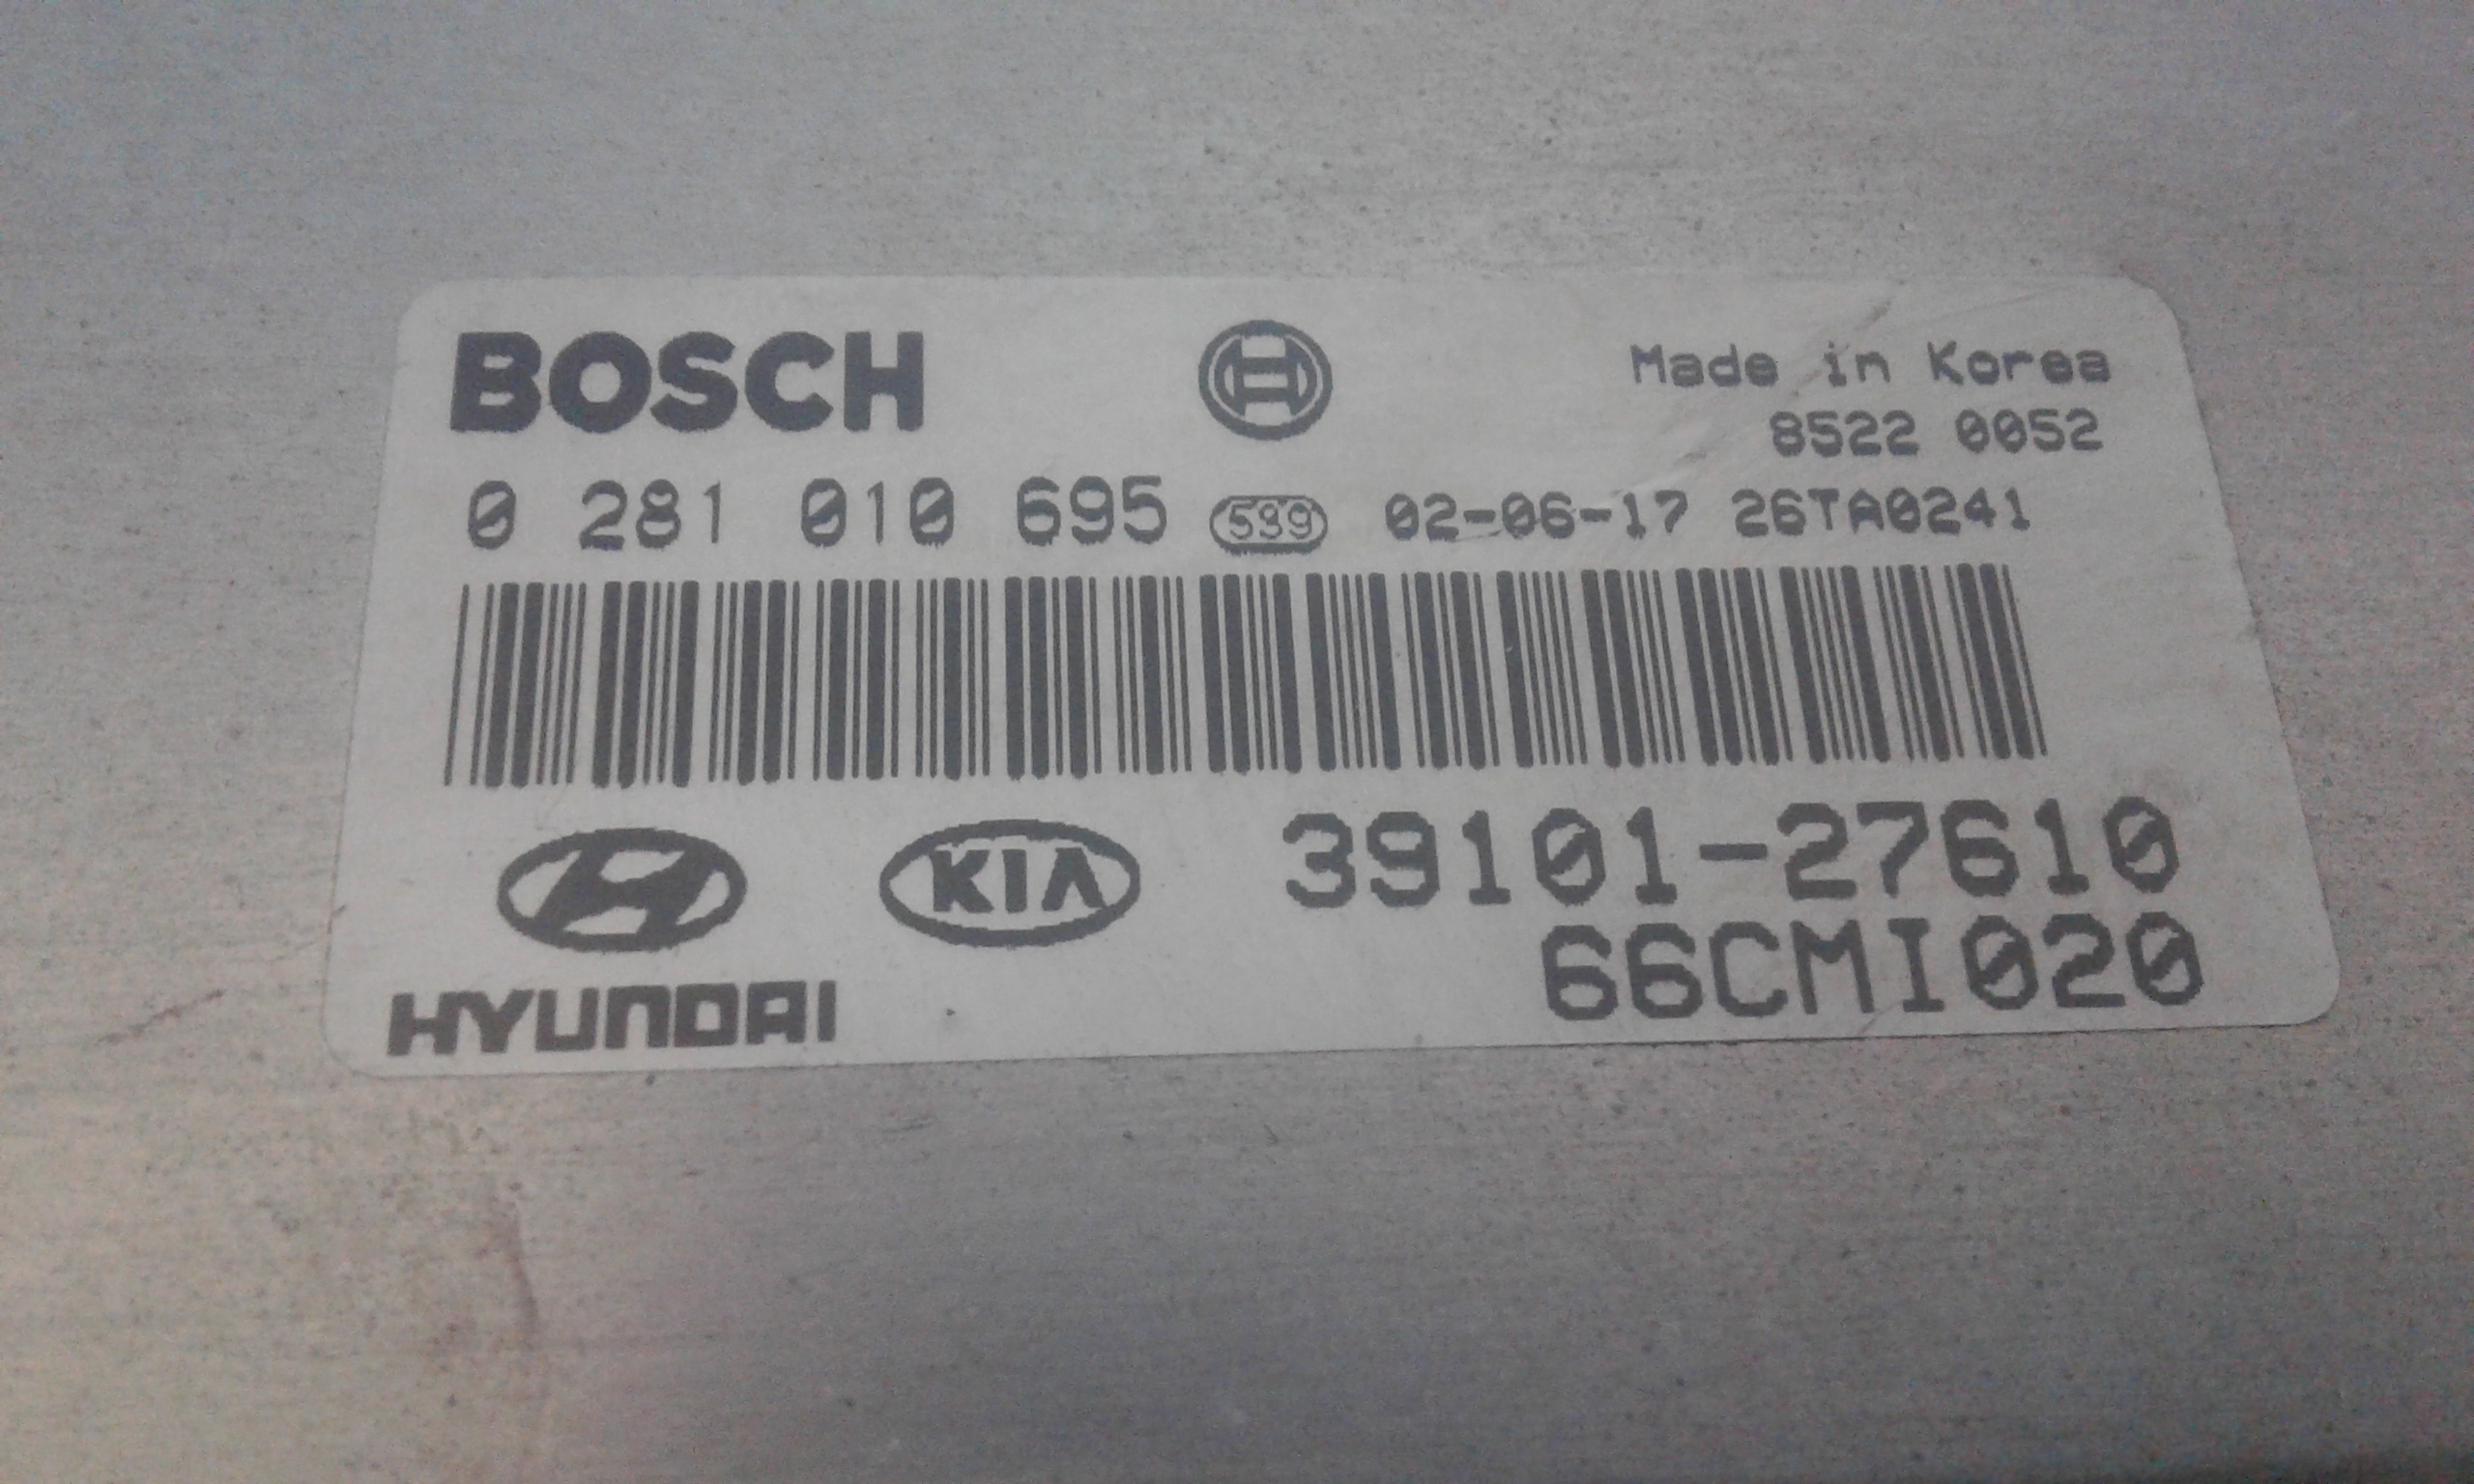 BOSCH
Made in Korea
8522 0052
0 281 010 695 539 02-06-17 26TA0241
KIA
39101-27610
66CMI020
HYUNDAI